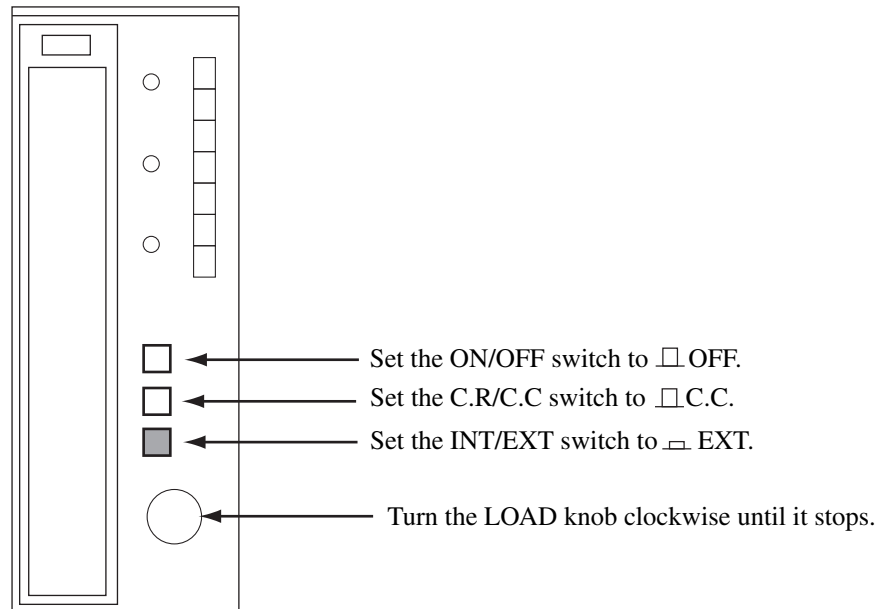 Set the ON/OFF switch to OFF.
Set the C.R/C.C switch to C.C.
Set the INT/EXT switch to EXT.
Turn the LOAD knob clockwise until it stops.